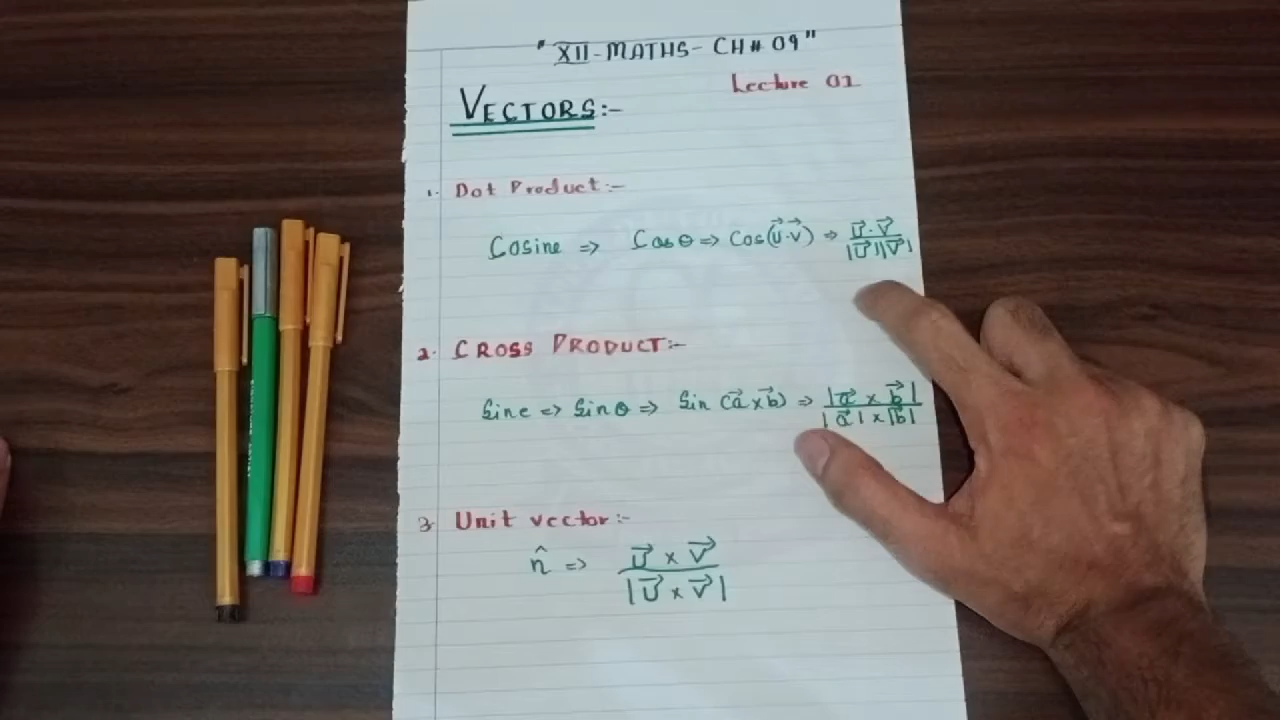 "XII-MATHS-CH# 09"
Lecture 01
VECTORS:-
1. Dot Product:-
Cosine => Cosθ => Cos(u⃗·v⃗) => U⃗·V⃗ / |U⃗||V⃗|
2. CROSS PRODUCT:-
Sine => Sinθ => Sin (a⃗×b⃗) => |a⃗ × b⃗| / |a⃗|×|b⃗|
3. Unit vector:-
n̂ => U⃗ × V⃗ / |U⃗ × V⃗|